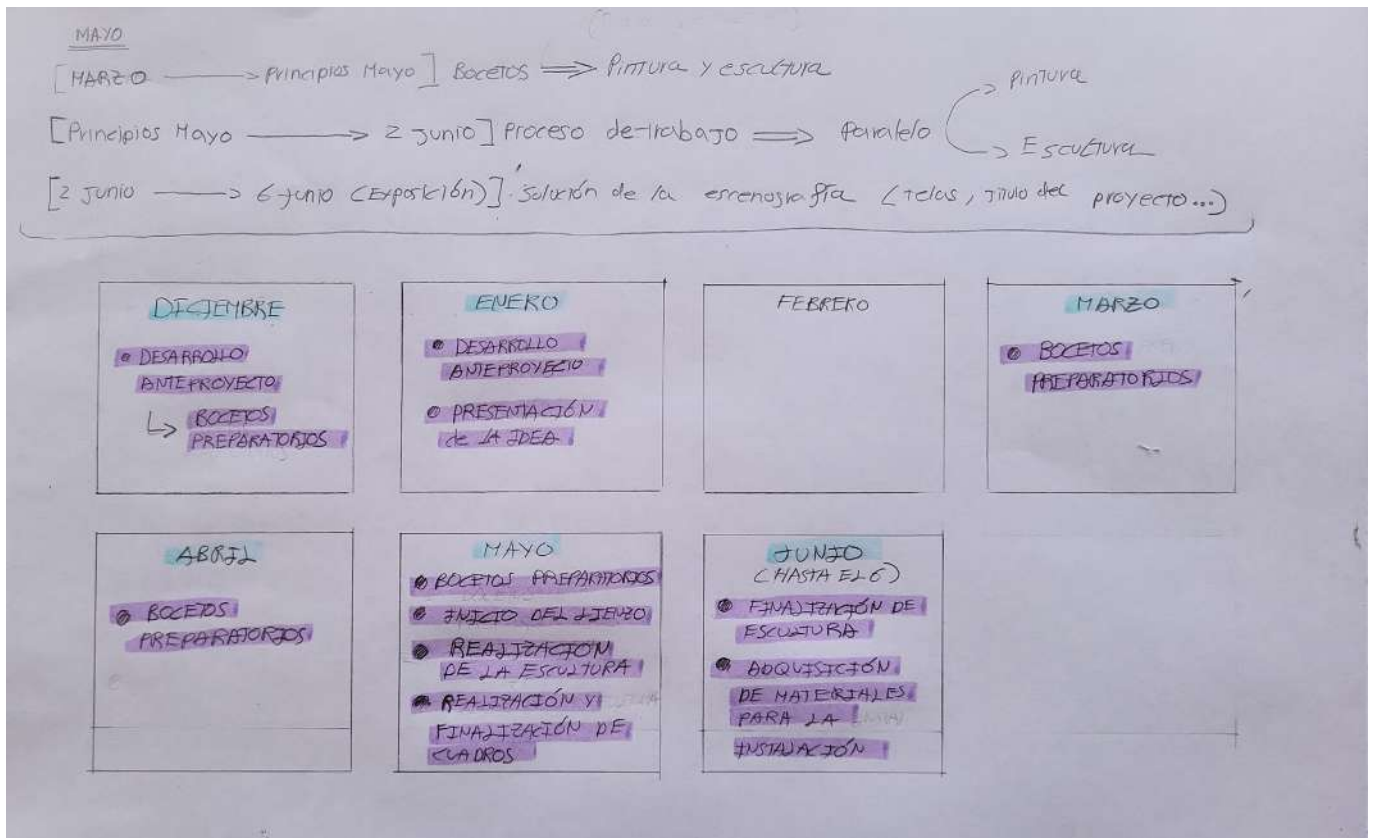 MAYO
[MARZO → Principios Mayo] Bocetos ⇒ Pintura y escultura
[Principios Mayo → 2 junio] Proceso de trabajo ⇒ Paralelo → Pintura
→ Escultura
[2 junio → 6 junio (Exposición)] Solución de la escenografía (telas, Título del proyecto...)
DICIEMBRE
• DESARROLLO
ANTEPROYECTO
↳ BOCETOS
PREPARATORIOS
ENERO
• DESARROLLO
ANTEPROYECTO
• PRESENTACIÓN
de LA IDEA
FEBRERO
MARZO
• BOCETOS
PREPARATORIOS
ABRIL
• BOCETOS
PREPARATORIOS
MAYO
• BOCETOS PREPARATORIOS
• INICIO DEL LIENZO
• REALIZACIÓN
DE LA ESCULTURA
• REALIZACIÓN Y
FINALIZACIÓN DE
CUADROS
JUNIO
(HASTA EL 6)
• FINALIZACIÓN DE
ESCULTURA
• ADQUISICIÓN
DE MATERIALES
PARA LA
INSTALACIÓN